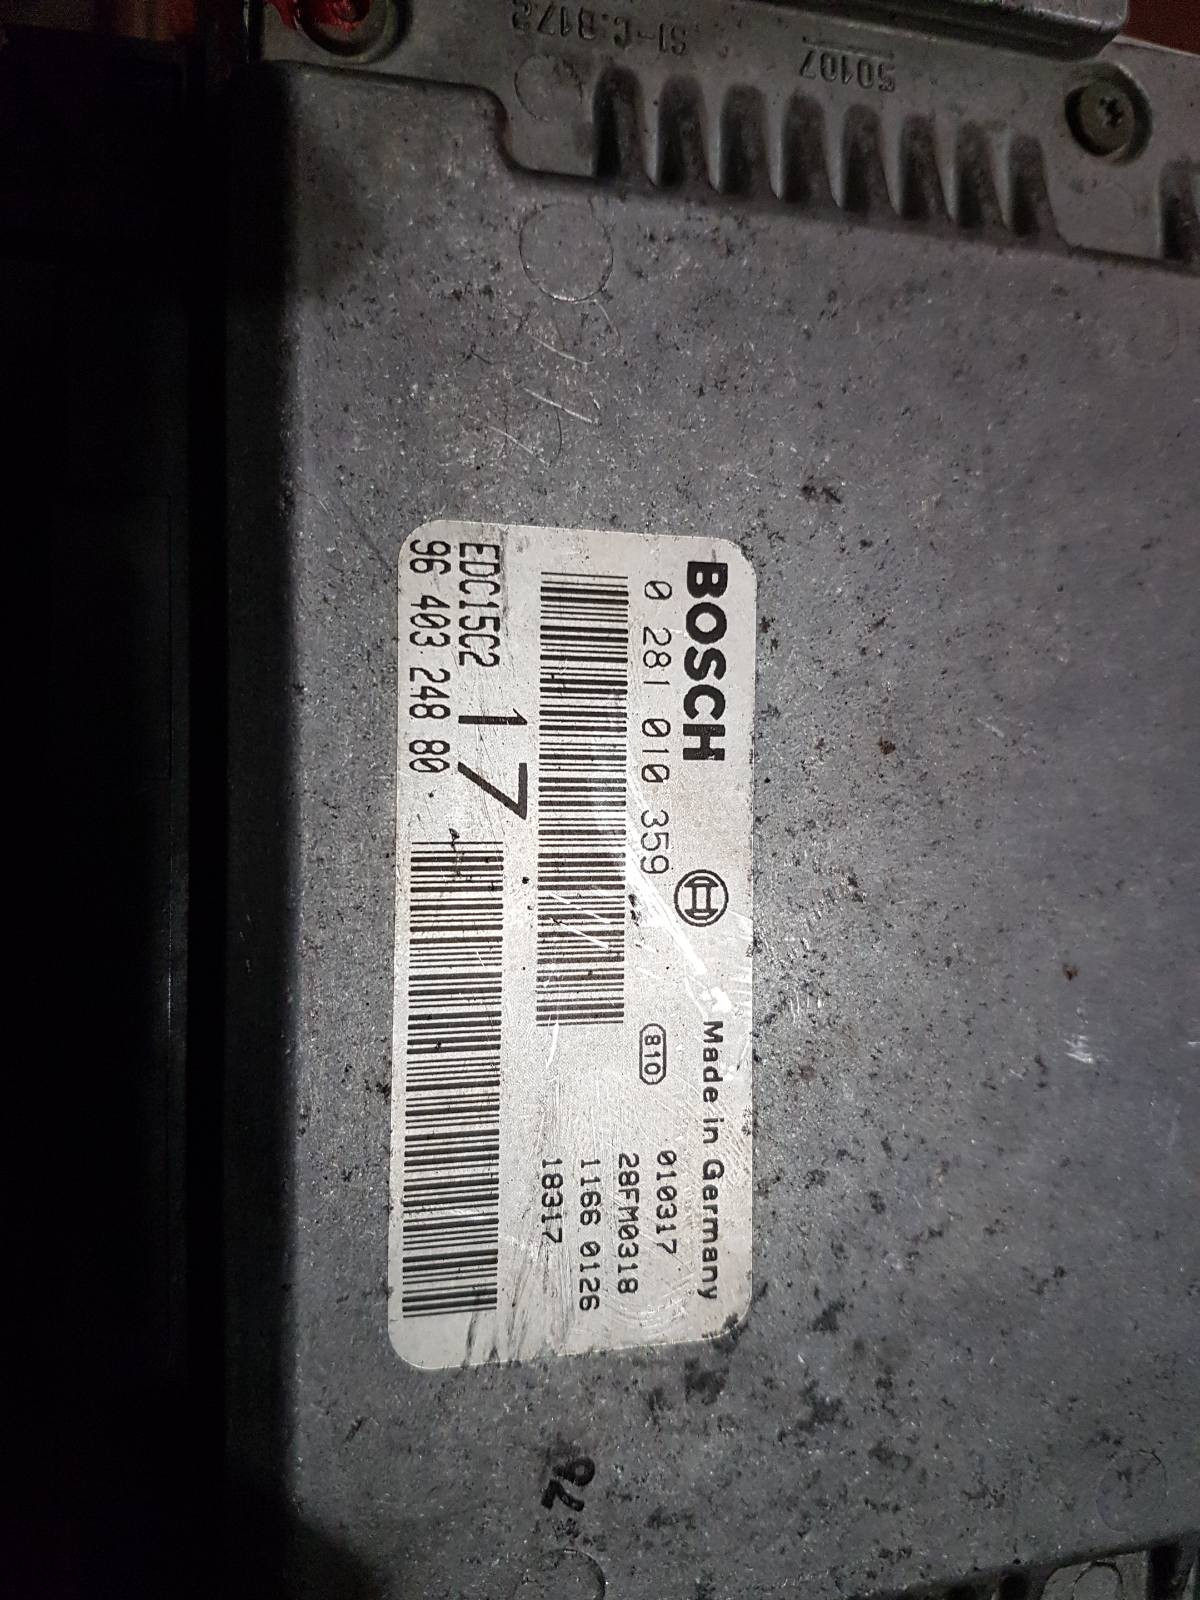 BOSCH
Made in Germany
0 281 010 359
810
010317
28FM0318
1166 0126
18317
EDC15C2
17
96 403 248 80
50107